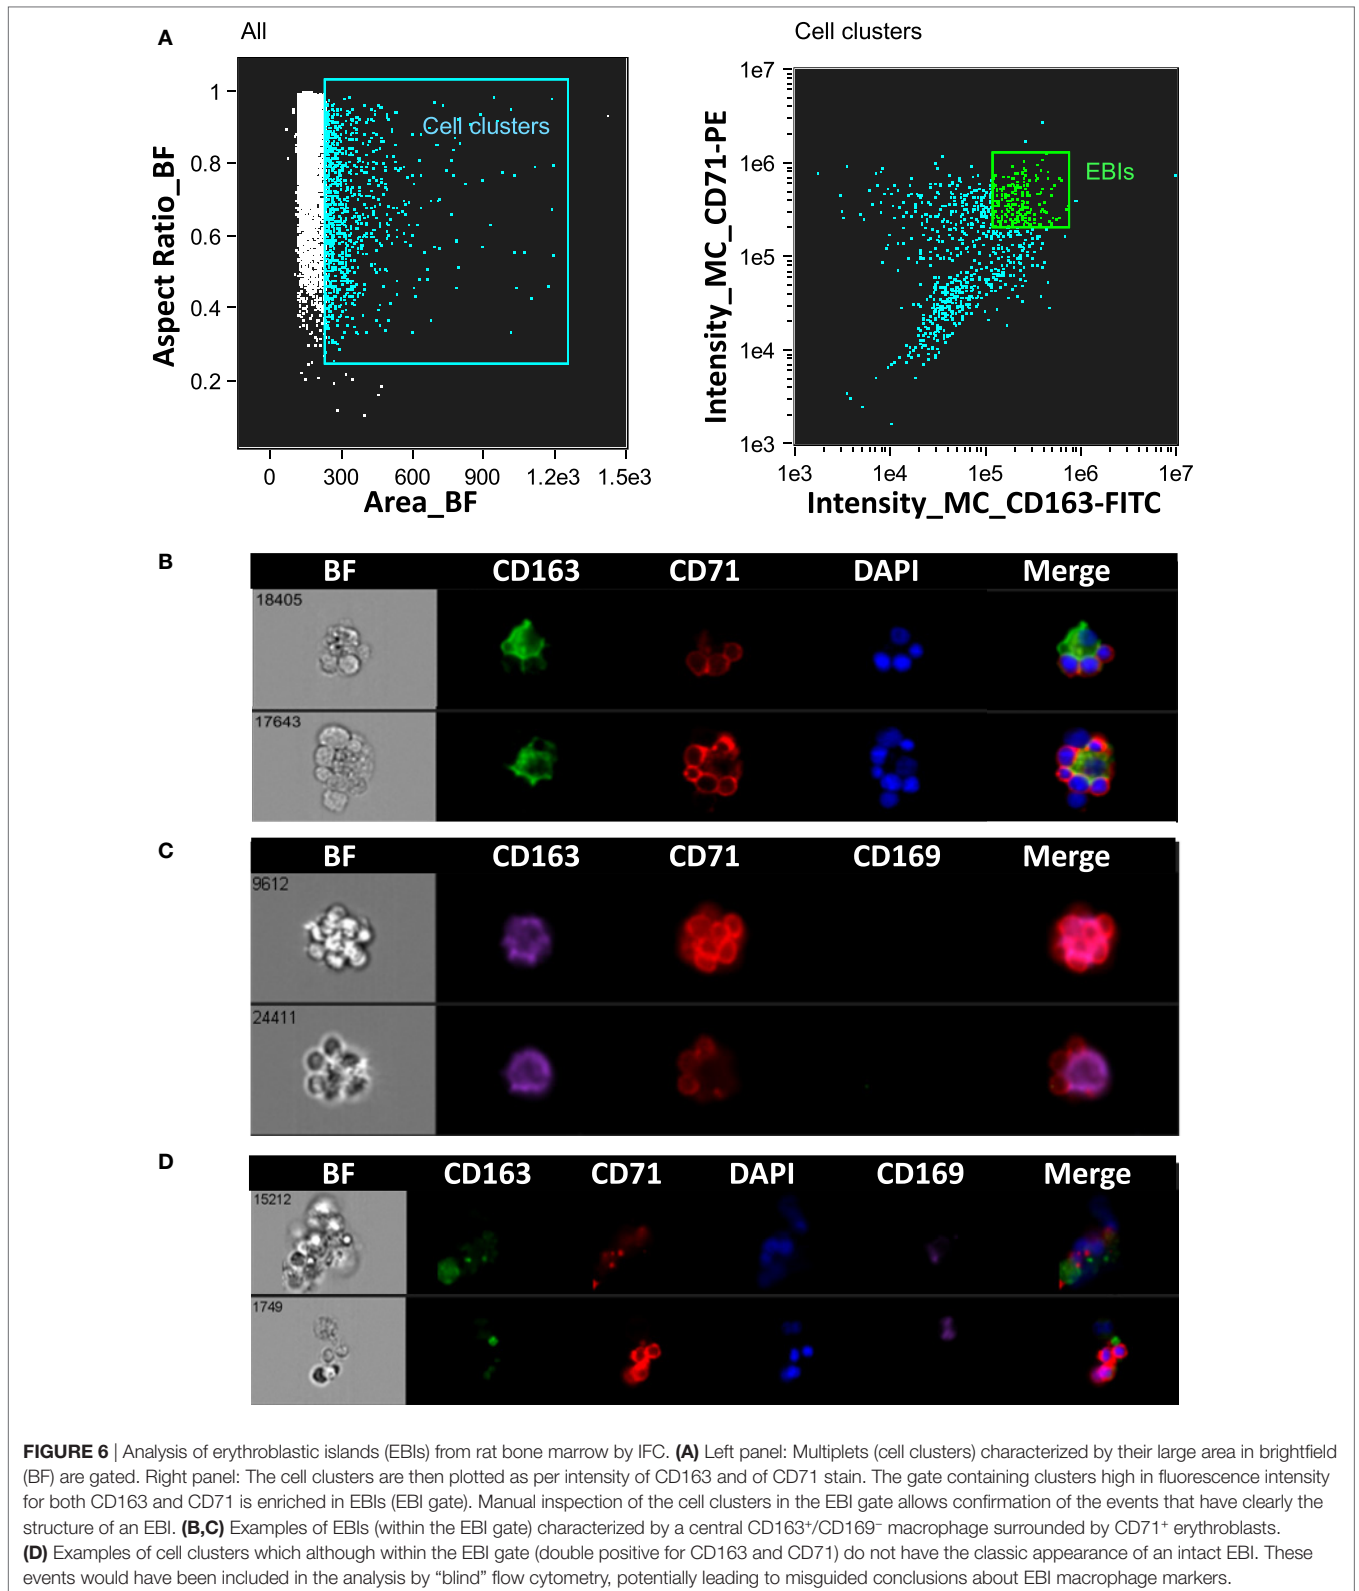 A
All
Cell clusters
1
0.8
0.6
0.4
0.2
Aspect Ratio_BF
0 300 600 900 1.2e3 1.5e3
Area_BF
Cell clusters
EBIs
1e7
1e6
1e5
1e4
1e3
Intensity_MC_CD71-PE
1e3 1e4 1e5 1e6 1e7
Intensity_MC_CD163-FITC
B
BF CD163 CD71 DAPI Merge
18405
17643
C
BF CD163 CD71 CD169 Merge
9612
24411
D
BF CD163 CD71 DAPI CD169 Merge
15212
1749
FIGURE 6 | Analysis of erythroblastic islands (EBIs) from rat bone marrow by IFC. (A) Left panel: Multiplets (cell clusters) characterized by their large area in brightfield
(BF) are gated. Right panel: The cell clusters are then plotted as per intensity of CD163 and of CD71 stain. The gate containing clusters high in fluorescence intensity
for both CD163 and CD71 is enriched in EBIs (EBI gate). Manual inspection of the cell clusters in the EBI gate allows confirmation of the events that have clearly the
structure of an EBI. (B,C) Examples of EBIs (within the EBI gate) characterized by a central CD163⁺/CD169⁻ macrophage surrounded by CD71⁺ erythroblasts.
(D) Examples of cell clusters which although within the EBI gate (double positive for CD163 and CD71) do not have the classic appearance of an intact EBI. These
events would have been included in the analysis by “blind” flow cytometry, potentially leading to misguided conclusions about EBI macrophage markers.